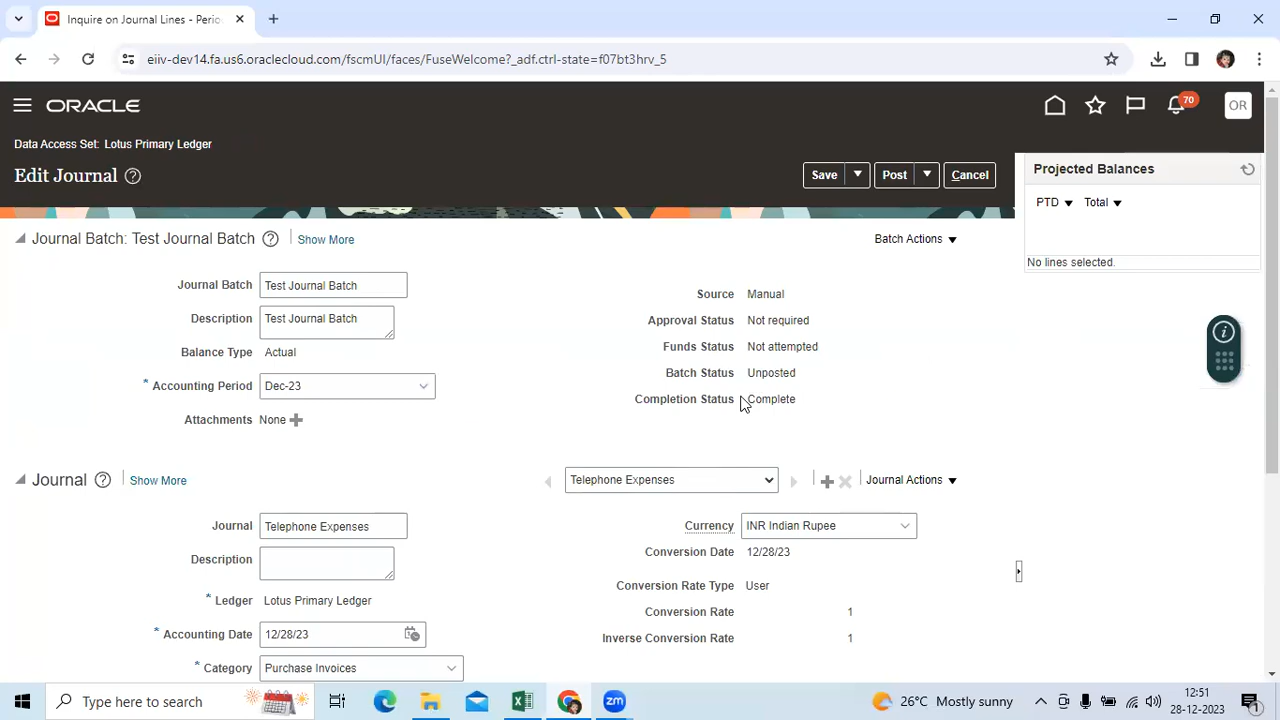 Inquire on Journal Lines - Perio
eiiv-dev14.fa.us6.oraclecloud.com/fscmUI/faces/FuseWelcome?_adf.ctrl-state=f07bt3hrv_5
ORACLE
70
OR
Data Access Set: Lotus Primary Ledger
Edit Journal
Save
Post
Cancel
Projected Balances
PTD
Total
No lines selected.
Journal Batch: Test Journal Batch
Show More
Batch Actions
Journal Batch Test Journal Batch
Description Test Journal Batch
Balance Type Actual
* Accounting Period Dec-23
Attachments None
Source Manual
Approval Status Not required
Funds Status Not attempted
Batch Status Unposted
Completion Status Complete
Journal
Show More
Telephone Expenses
Journal Actions
Journal Telephone Expenses
Description
* Ledger Lotus Primary Ledger
* Accounting Date 12/28/23
* Category Purchase Invoices
Currency INR Indian Rupee
Conversion Date 12/28/23
Conversion Rate Type User
Conversion Rate 1
Inverse Conversion Rate 1
Type here to search
zm
26°C Mostly sunny
12:51
28-12-2023
1